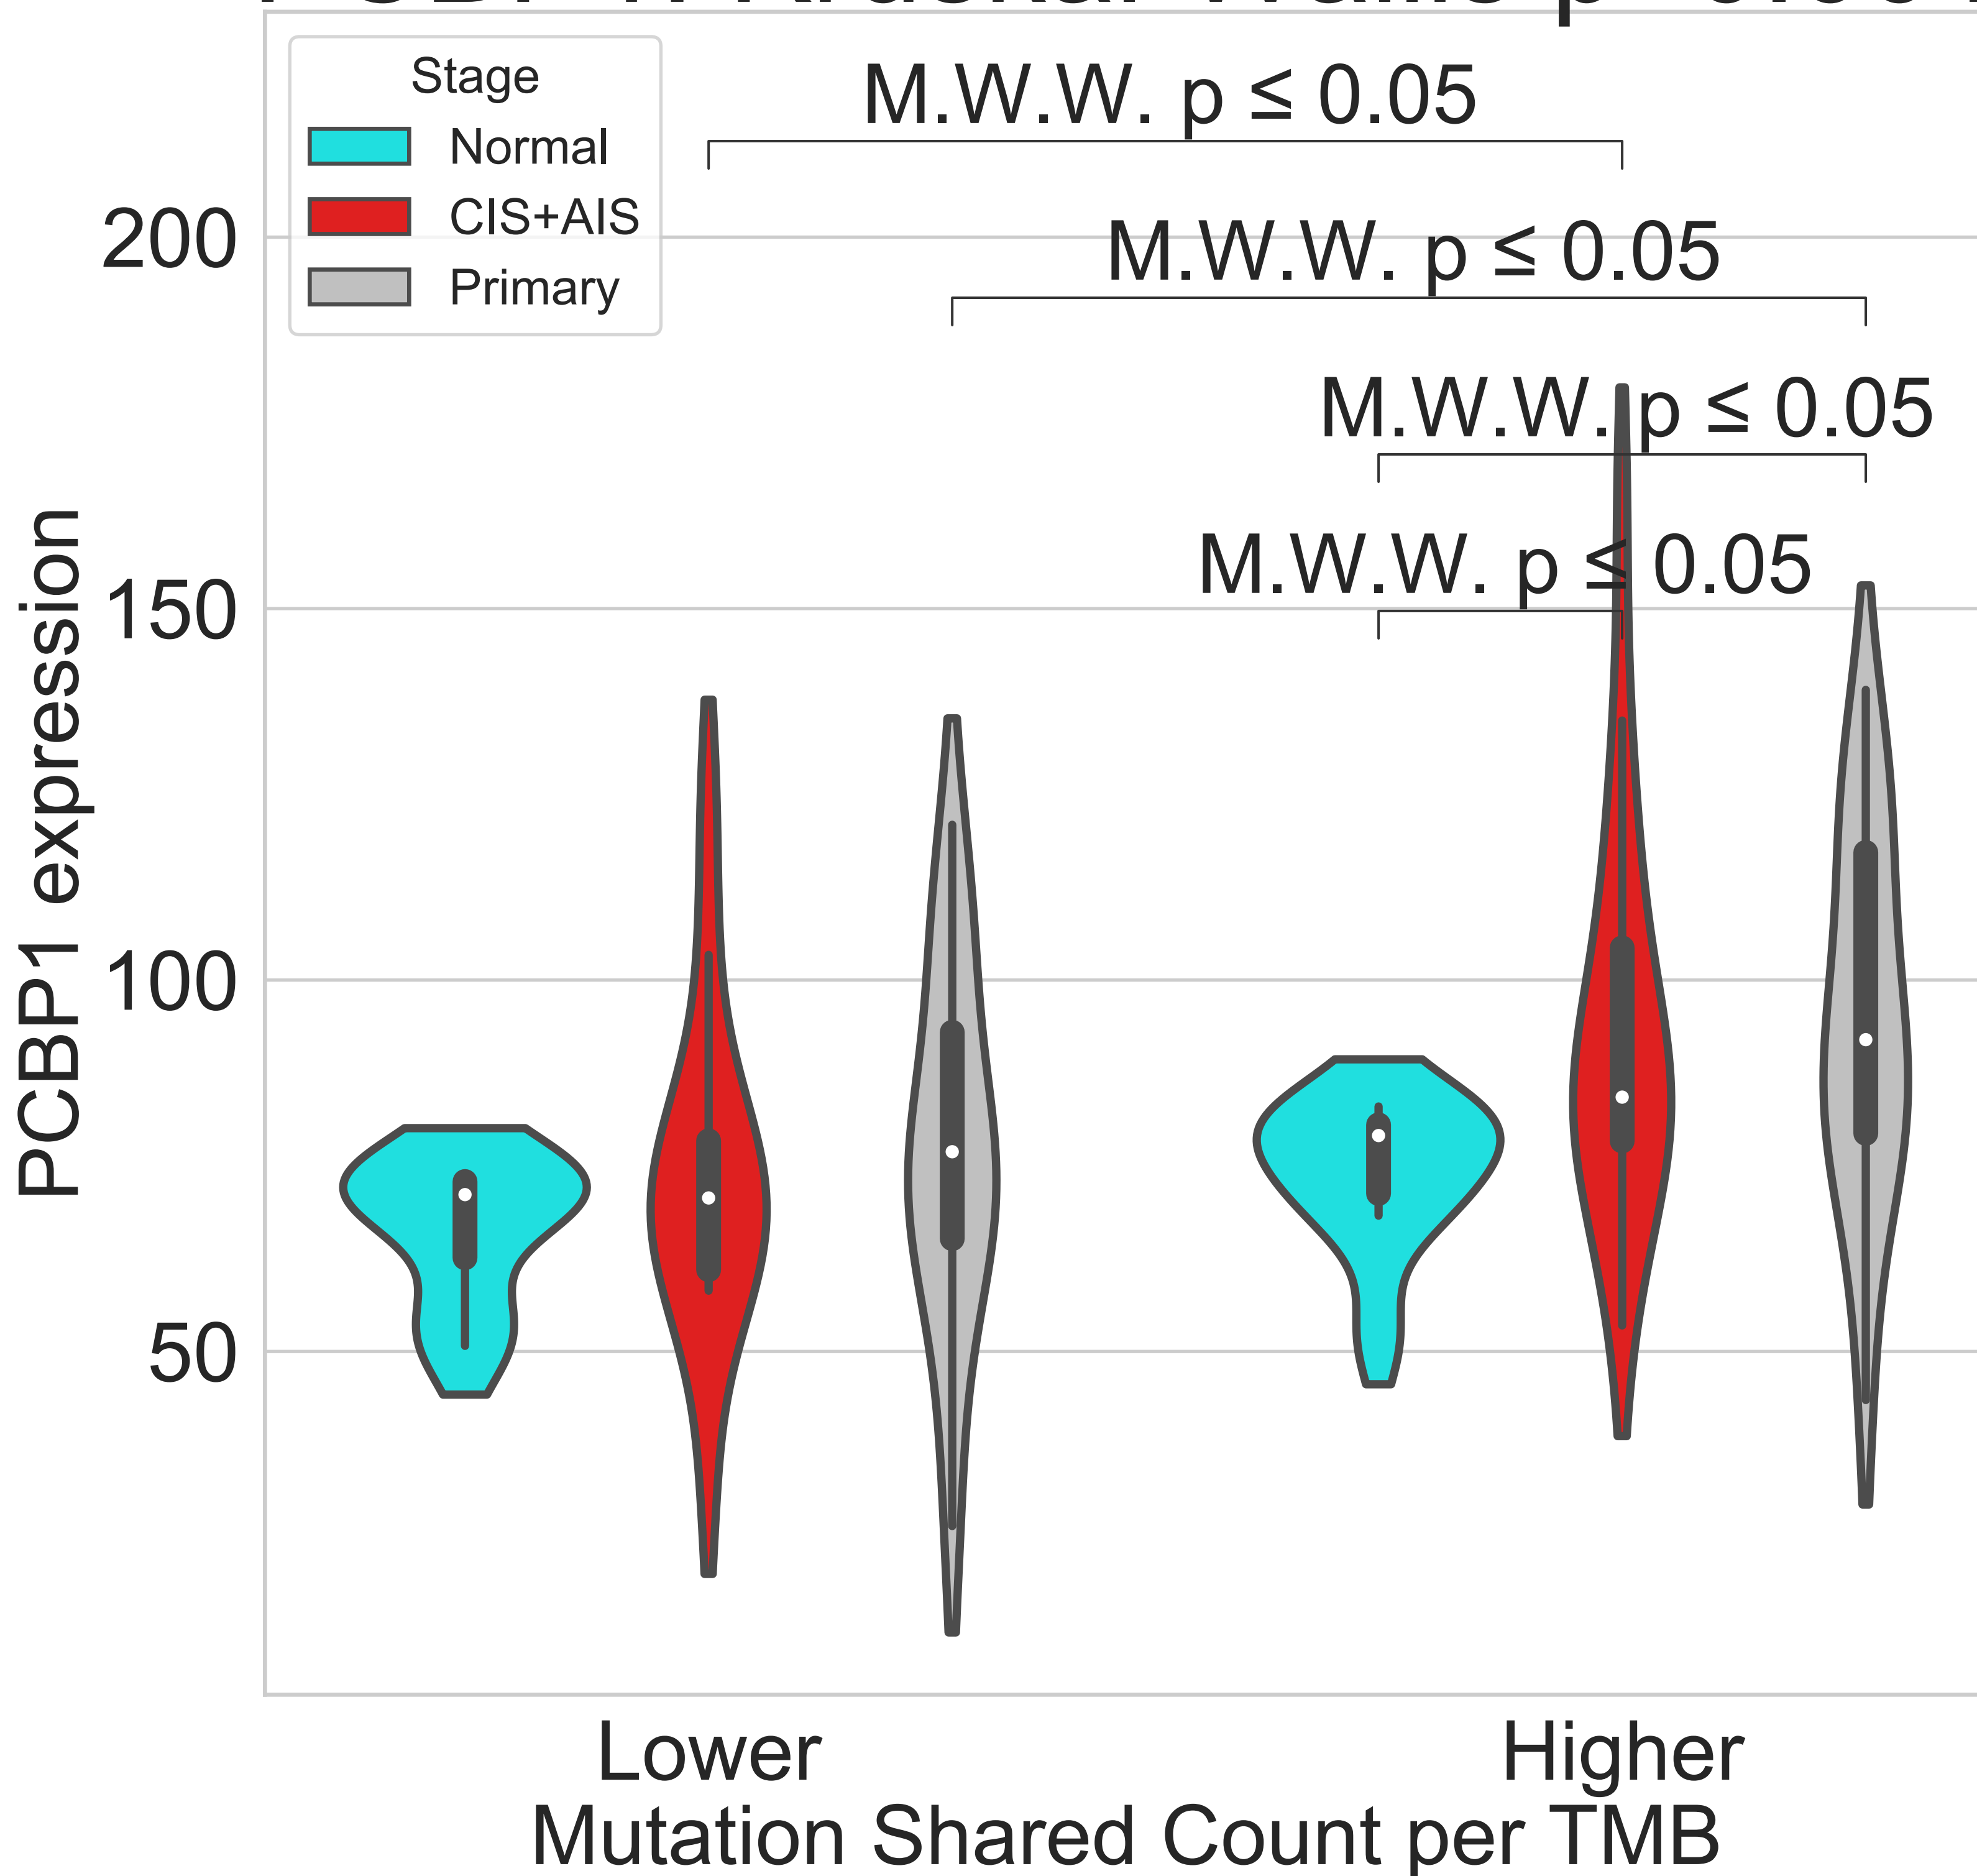 Stage
Normal
CIS+AIS
Primary
M.W.W. p ≤ 0.05
M.W.W. p ≤ 0.05
M.W.W. p ≤ 0.05
M.W.W. p ≤ 0.05
200
150
100
50
PCBP1 expression
Lower
Higher
Mutation Shared Count per TMB